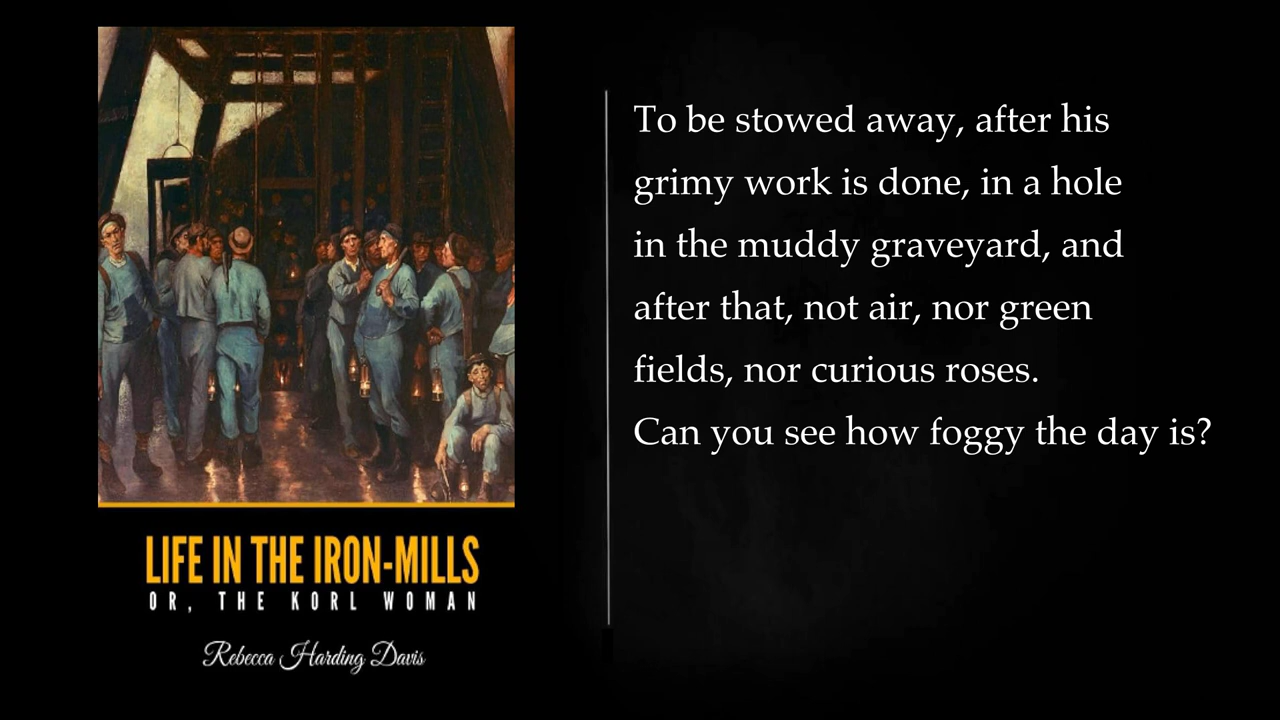 LIFE IN THE IRON-MILLS
OR, THE KORL WOMAN
Rebecca Harding Davis
To be stowed away, after his
grimy work is done, in a hole
in the muddy graveyard, and
after that, not air, nor green
fields, nor curious roses.
Can you see how foggy the day is?